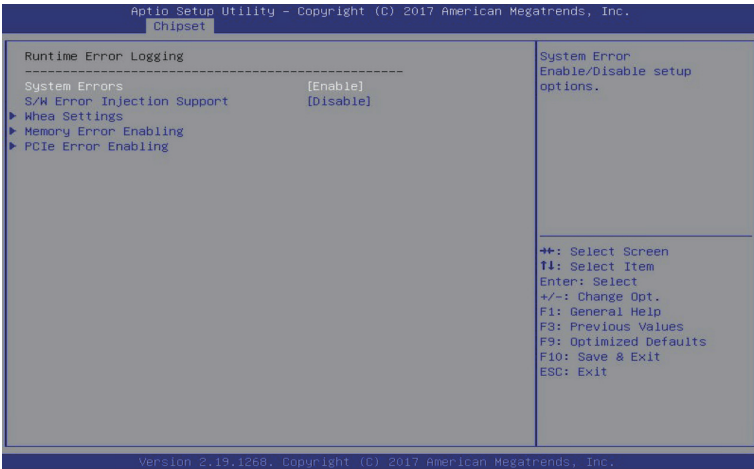 Aptio Setup Utility – Copyright (C) 2017 American Megatrends, Inc.
Chipset
Runtime Error Logging
--------------------------------------------------
System Errors [Enable]
S/W Error Injection Support [Disable]
▶ Whea Settings
▶ Memory Error Enabling
▶ PCIe Error Enabling
System Error
Enable/Disable setup
options.
→←: Select Screen
↑↓: Select Item
Enter: Select
+/-: Change Opt.
F1: General Help
F3: Previous Values
F9: Optimized Defaults
F10: Save & Exit
ESC: Exit
Version 2.19.1268. Copyright (C) 2017 American Megatrends, Inc.